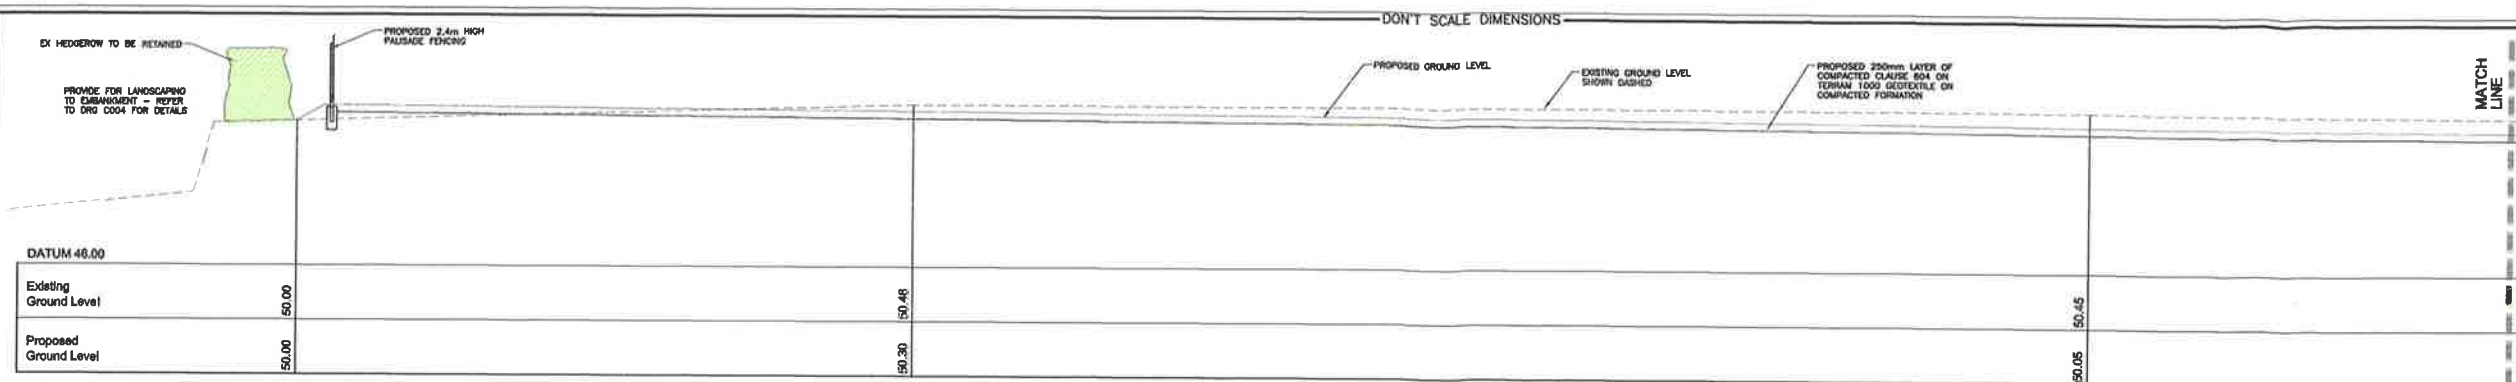 DON'T SCALE DIMENSIONS
EX HEDGEROW TO BE RETAINED
PROPOSED 2.4m HIGH
PALISADE FENCING
PROVIDE FOR LANDSCAPING
TO EMBANKMENT - REFER
TO DRG C004 FOR DETAILS
PROPOSED GROUND LEVEL
EXISTING GROUND LEVEL
SHOWN DASHED
PROPOSED 250mm LAYER OF
COMPACTED CLAUSE 604 ON
TERRAM 1000 GEOTEXTILE ON
COMPACTED FORMATION
MATCH
LINE
DATUM 46.00
Existing
Ground Level
50.00
50.48
50.45
Proposed
Ground Level
50.00
50.30
50.05